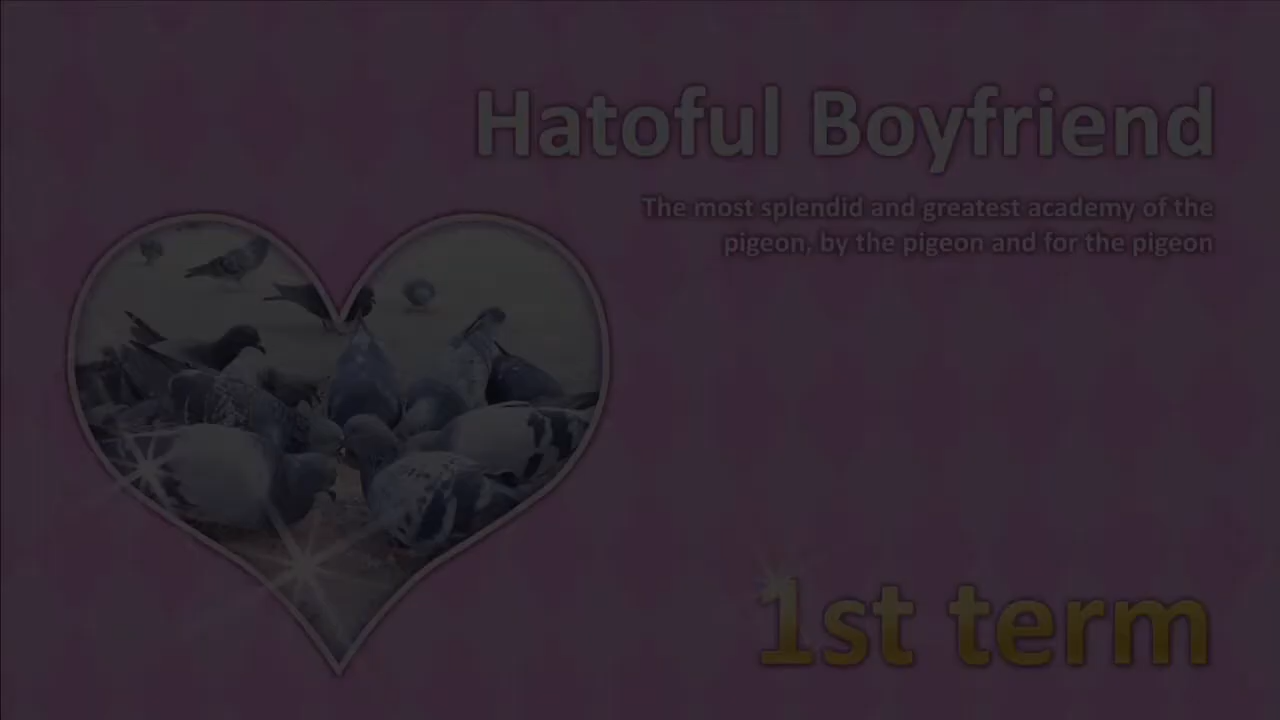 Hatoful Boyfriend
The most splendid and greatest academy of the
pigeon, by the pigeon and for the pigeon
1st term